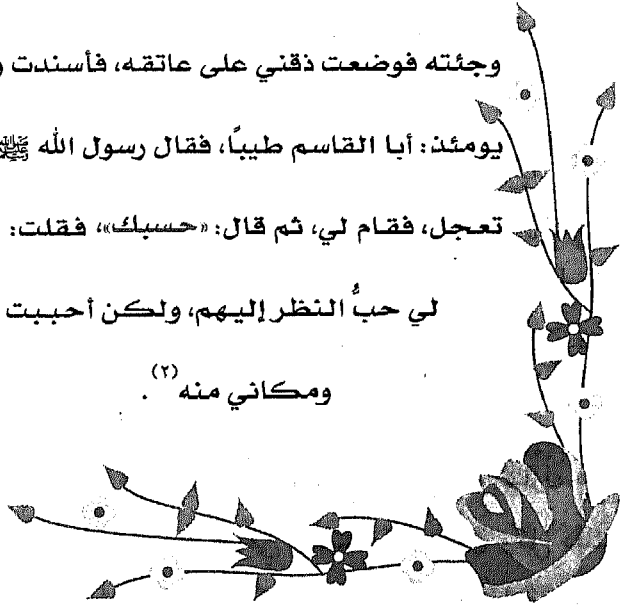 وجئته فوضعت ذقني على عاتقه، فأسندت
يومئذ: أبا القاسم طيبًا، فقال رسول الله ﷺ
تعجل، فقام لي، ثم قال: «حسبك»، فقلت:
لي حبُّ النظر إليهم، ولكن أحببت
ومكاني منه(٢).